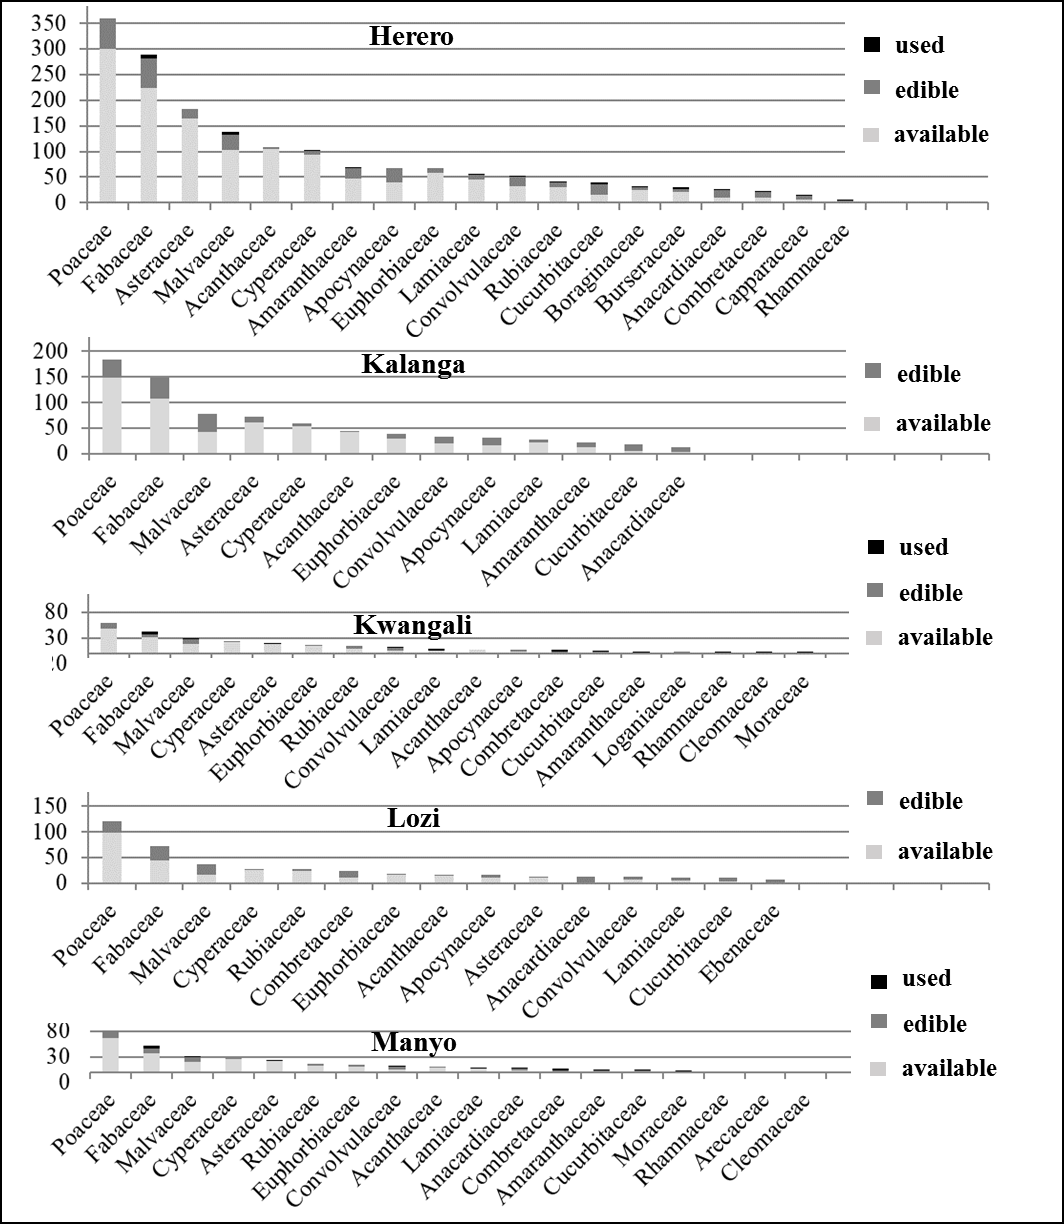 Herero
350
300
250
200
150
100
50
0
used
edible
available
Poaceae
Fabaceae
Asteraceae
Malvaceae
Acanthaceae
Cyperaceae
Amaranthaceae
Apocynaceae
Euphorbiaceae
Lamiaceae
Convolvulaceae
Rubiaceae
Cucurbitaceae
Boraginaceae
Burseraceae
Anacardiaceae
Combretaceae
Capparaceae
Rhamnaceae
Kalanga
200
150
100
50
0
edible
available
Poaceae
Fabaceae
Malvaceae
Asteraceae
Cyperaceae
Acanthaceae
Euphorbiaceae
Convolvulaceae
Apocynaceae
Lamiaceae
Amaranthaceae
Cucurbitaceae
Anacardiaceae
Kwangali
80
30
0
used
edible
available
Poaceae
Fabaceae
Malvaceae
Cyperaceae
Asteraceae
Euphorbiaceae
Rubiaceae
Convolvulaceae
Lamiaceae
Acanthaceae
Apocynaceae
Combretaceae
Cucurbitaceae
Amaranthaceae
Loganiaceae
Rhamnaceae
Cleomaceae
Moraceae
Lozi
150
100
50
0
edible
available
Poaceae
Fabaceae
Malvaceae
Cyperaceae
Rubiaceae
Combretaceae
Euphorbiaceae
Acanthaceae
Apocynaceae
Asteraceae
Anacardiaceae
Convolvulaceae
Lamiaceae
Cucurbitaceae
Ebenaceae
Manyo
80
30
0
used
edible
available
Poaceae
Fabaceae
Malvaceae
Cyperaceae
Asteraceae
Rubiaceae
Euphorbiaceae
Convolvulaceae
Acanthaceae
Lamiaceae
Anacardiaceae
Combretaceae
Amaranthaceae
Cucurbitaceae
Moraceae
Rhamnaceae
Arecaceae
Cleomaceae